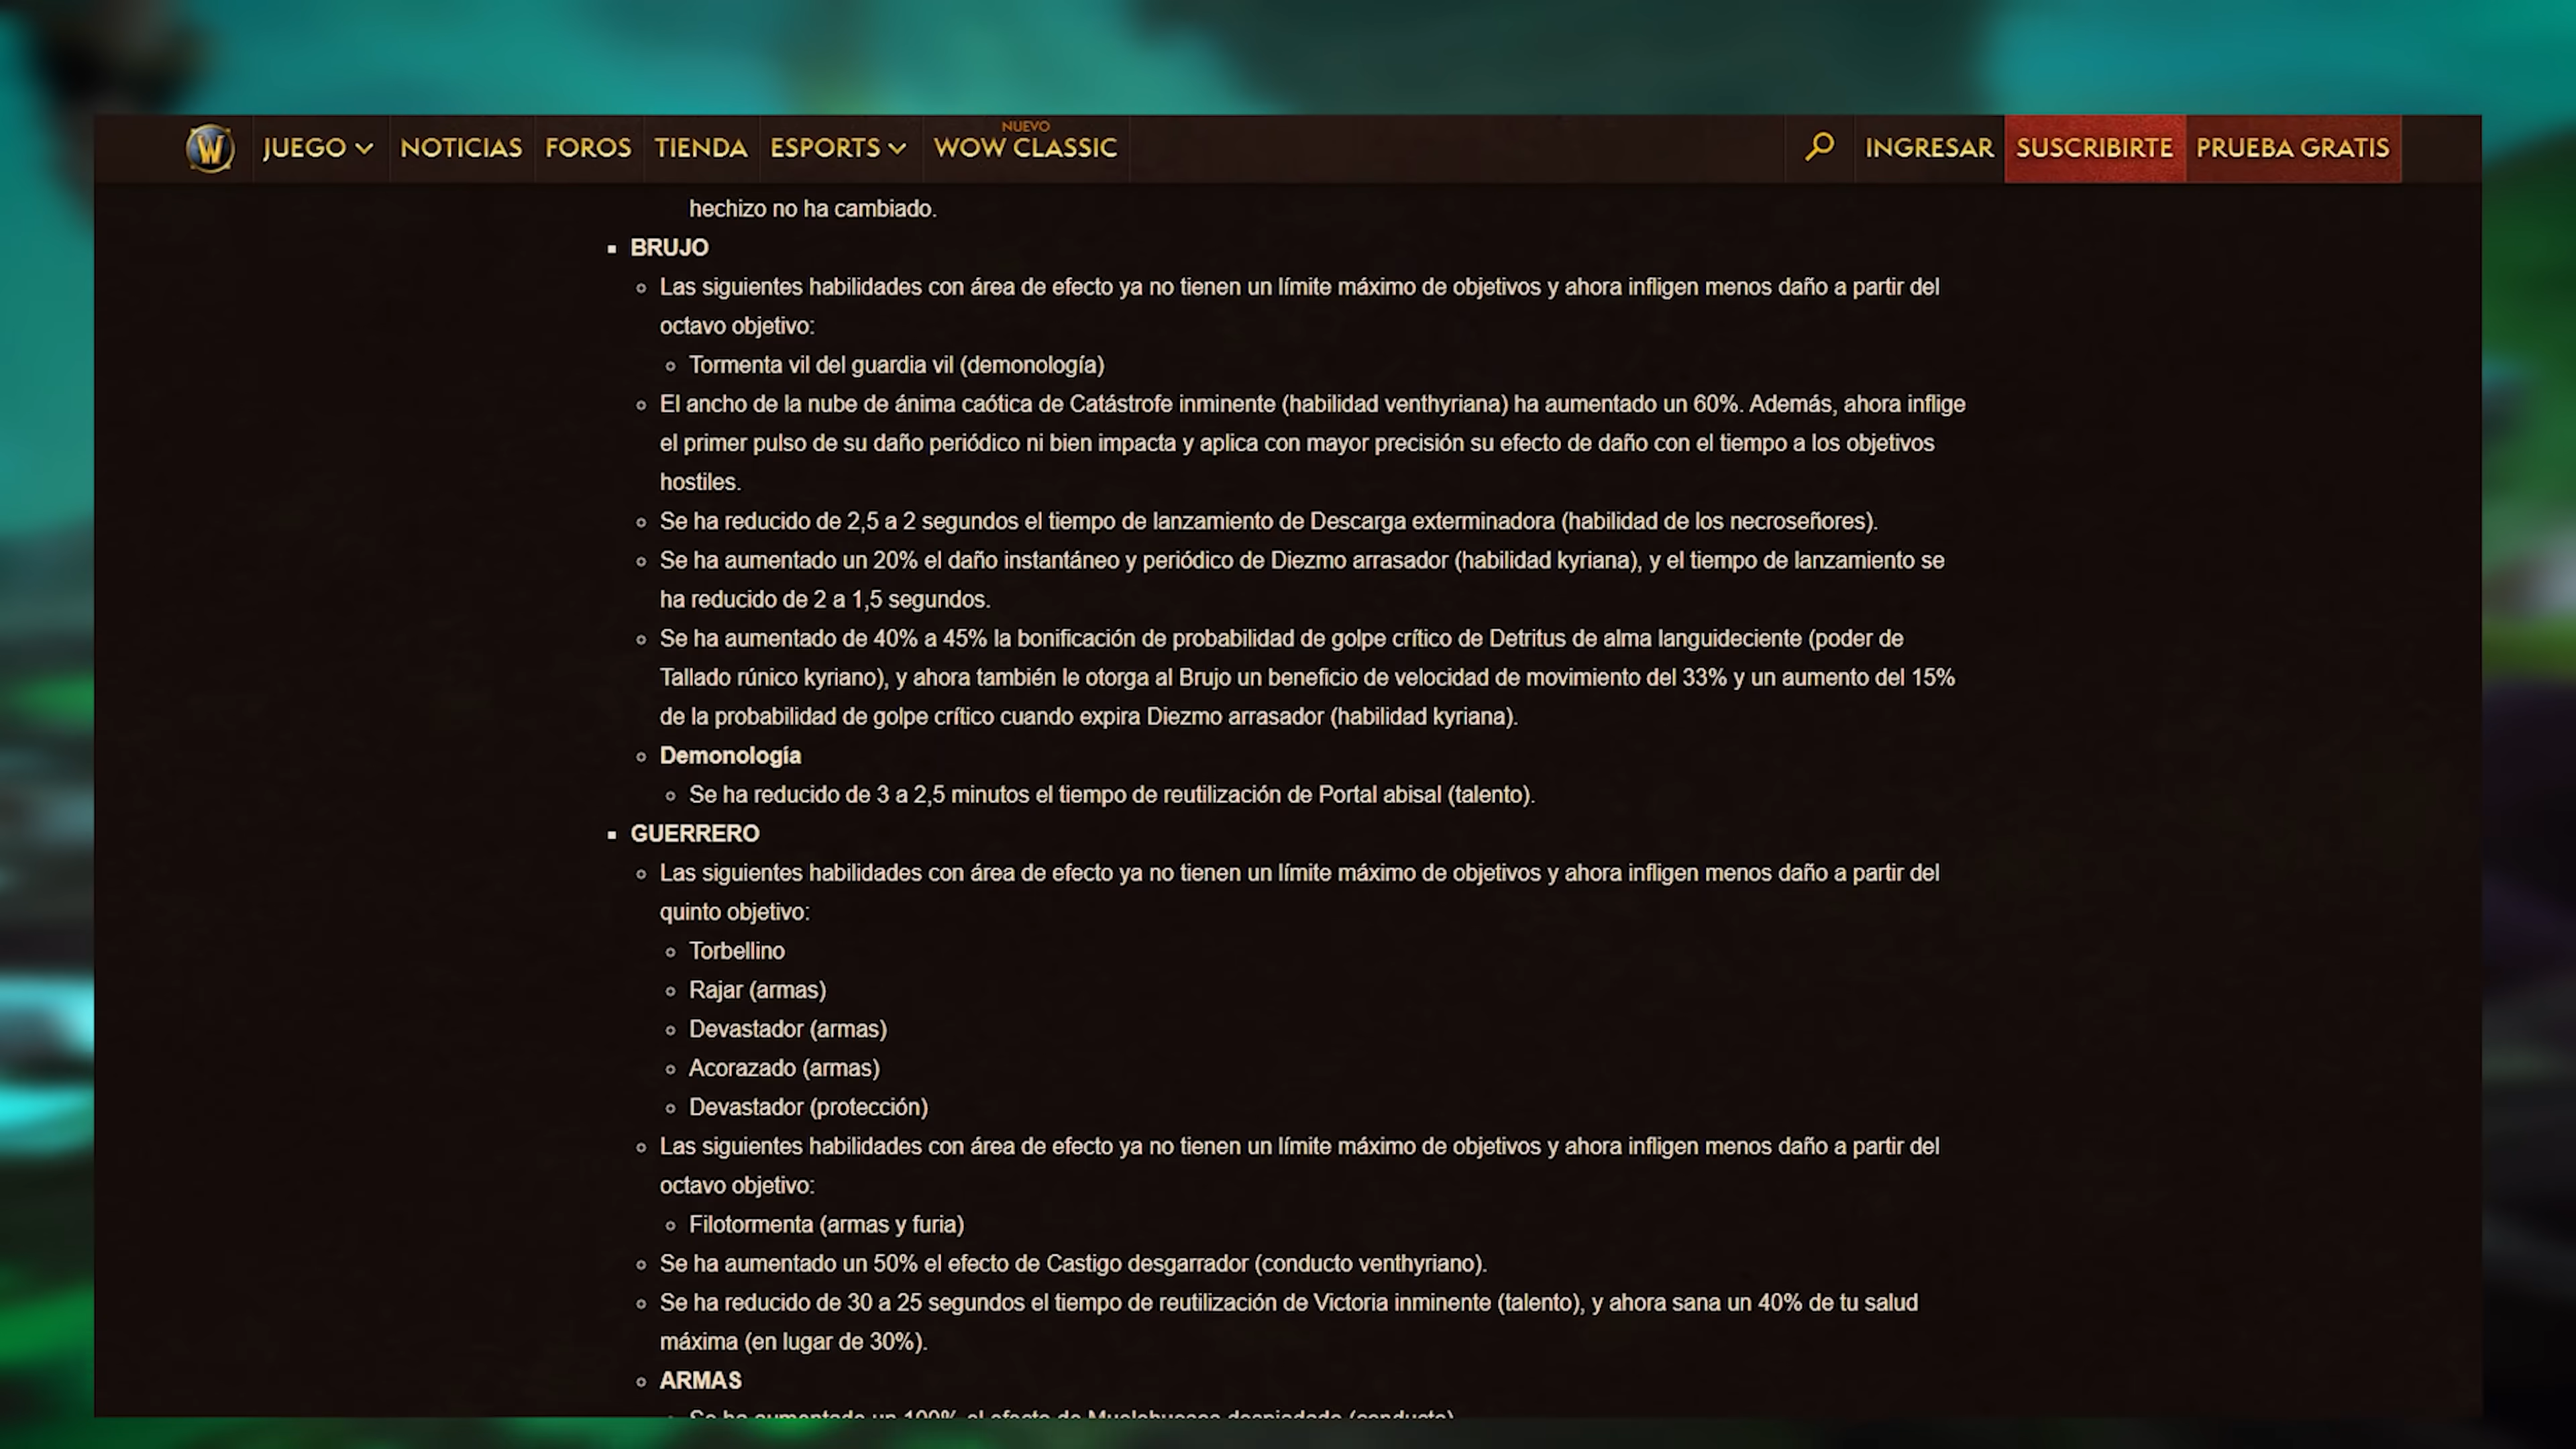 JUEGO
NOTICIAS
FOROS
TIENDA
ESPORTS
NUEVO
WOW CLASSIC
INGRESAR
SUSCRIBIRTE
PRUEBA GRATIS
hechizo no ha cambiado.
BRUJO
Las siguientes habilidades con área de efecto ya no tienen un límite máximo de objetivos y ahora infligen menos daño a partir del
octavo objetivo:
Tormenta vil del guardia vil (demonología)
El ancho de la nube de ánima caótica de Catástrofe inminente (habilidad venthyriana) ha aumentado un 60%. Además, ahora inflige
el primer pulso de su daño periódico ni bien impacta y aplica con mayor precisión su efecto de daño con el tiempo a los objetivos
hostiles.
Se ha reducido de 2,5 a 2 segundos el tiempo de lanzamiento de Descarga exterminadora (habilidad de los necroseñores).
Se ha aumentado un 20% el daño instantáneo y periódico de Diezmo arrasador (habilidad kyriana), y el tiempo de lanzamiento se
ha reducido de 2 a 1,5 segundos.
Se ha aumentado de 40% a 45% la bonificación de probabilidad de golpe crítico de Detritus de alma languideciente (poder de
Tallado rúnico kyriano), y ahora también le otorga al Brujo un beneficio de velocidad de movimiento del 33% y un aumento del 15%
de la probabilidad de golpe crítico cuando expira Diezmo arrasador (habilidad kyriana).
Demonología
Se ha reducido de 3 a 2,5 minutos el tiempo de reutilización de Portal abisal (talento).
GUERRERO
Las siguientes habilidades con área de efecto ya no tienen un límite máximo de objetivos y ahora infligen menos daño a partir del
quinto objetivo:
Torbellino
Rajar (armas)
Devastador (armas)
Acorazado (armas)
Devastador (protección)
Las siguientes habilidades con área de efecto ya no tienen un límite máximo de objetivos y ahora infligen menos daño a partir del
octavo objetivo:
Filotormenta (armas y furia)
Se ha aumentado un 50% el efecto de Castigo desgarrador (conducto venthyriano).
Se ha reducido de 30 a 25 segundos el tiempo de reutilización de Victoria inminente (talento), y ahora sana un 40% de tu salud
máxima (en lugar de 30%).
ARMAS
Se ha aumentado un 100% el efecto de